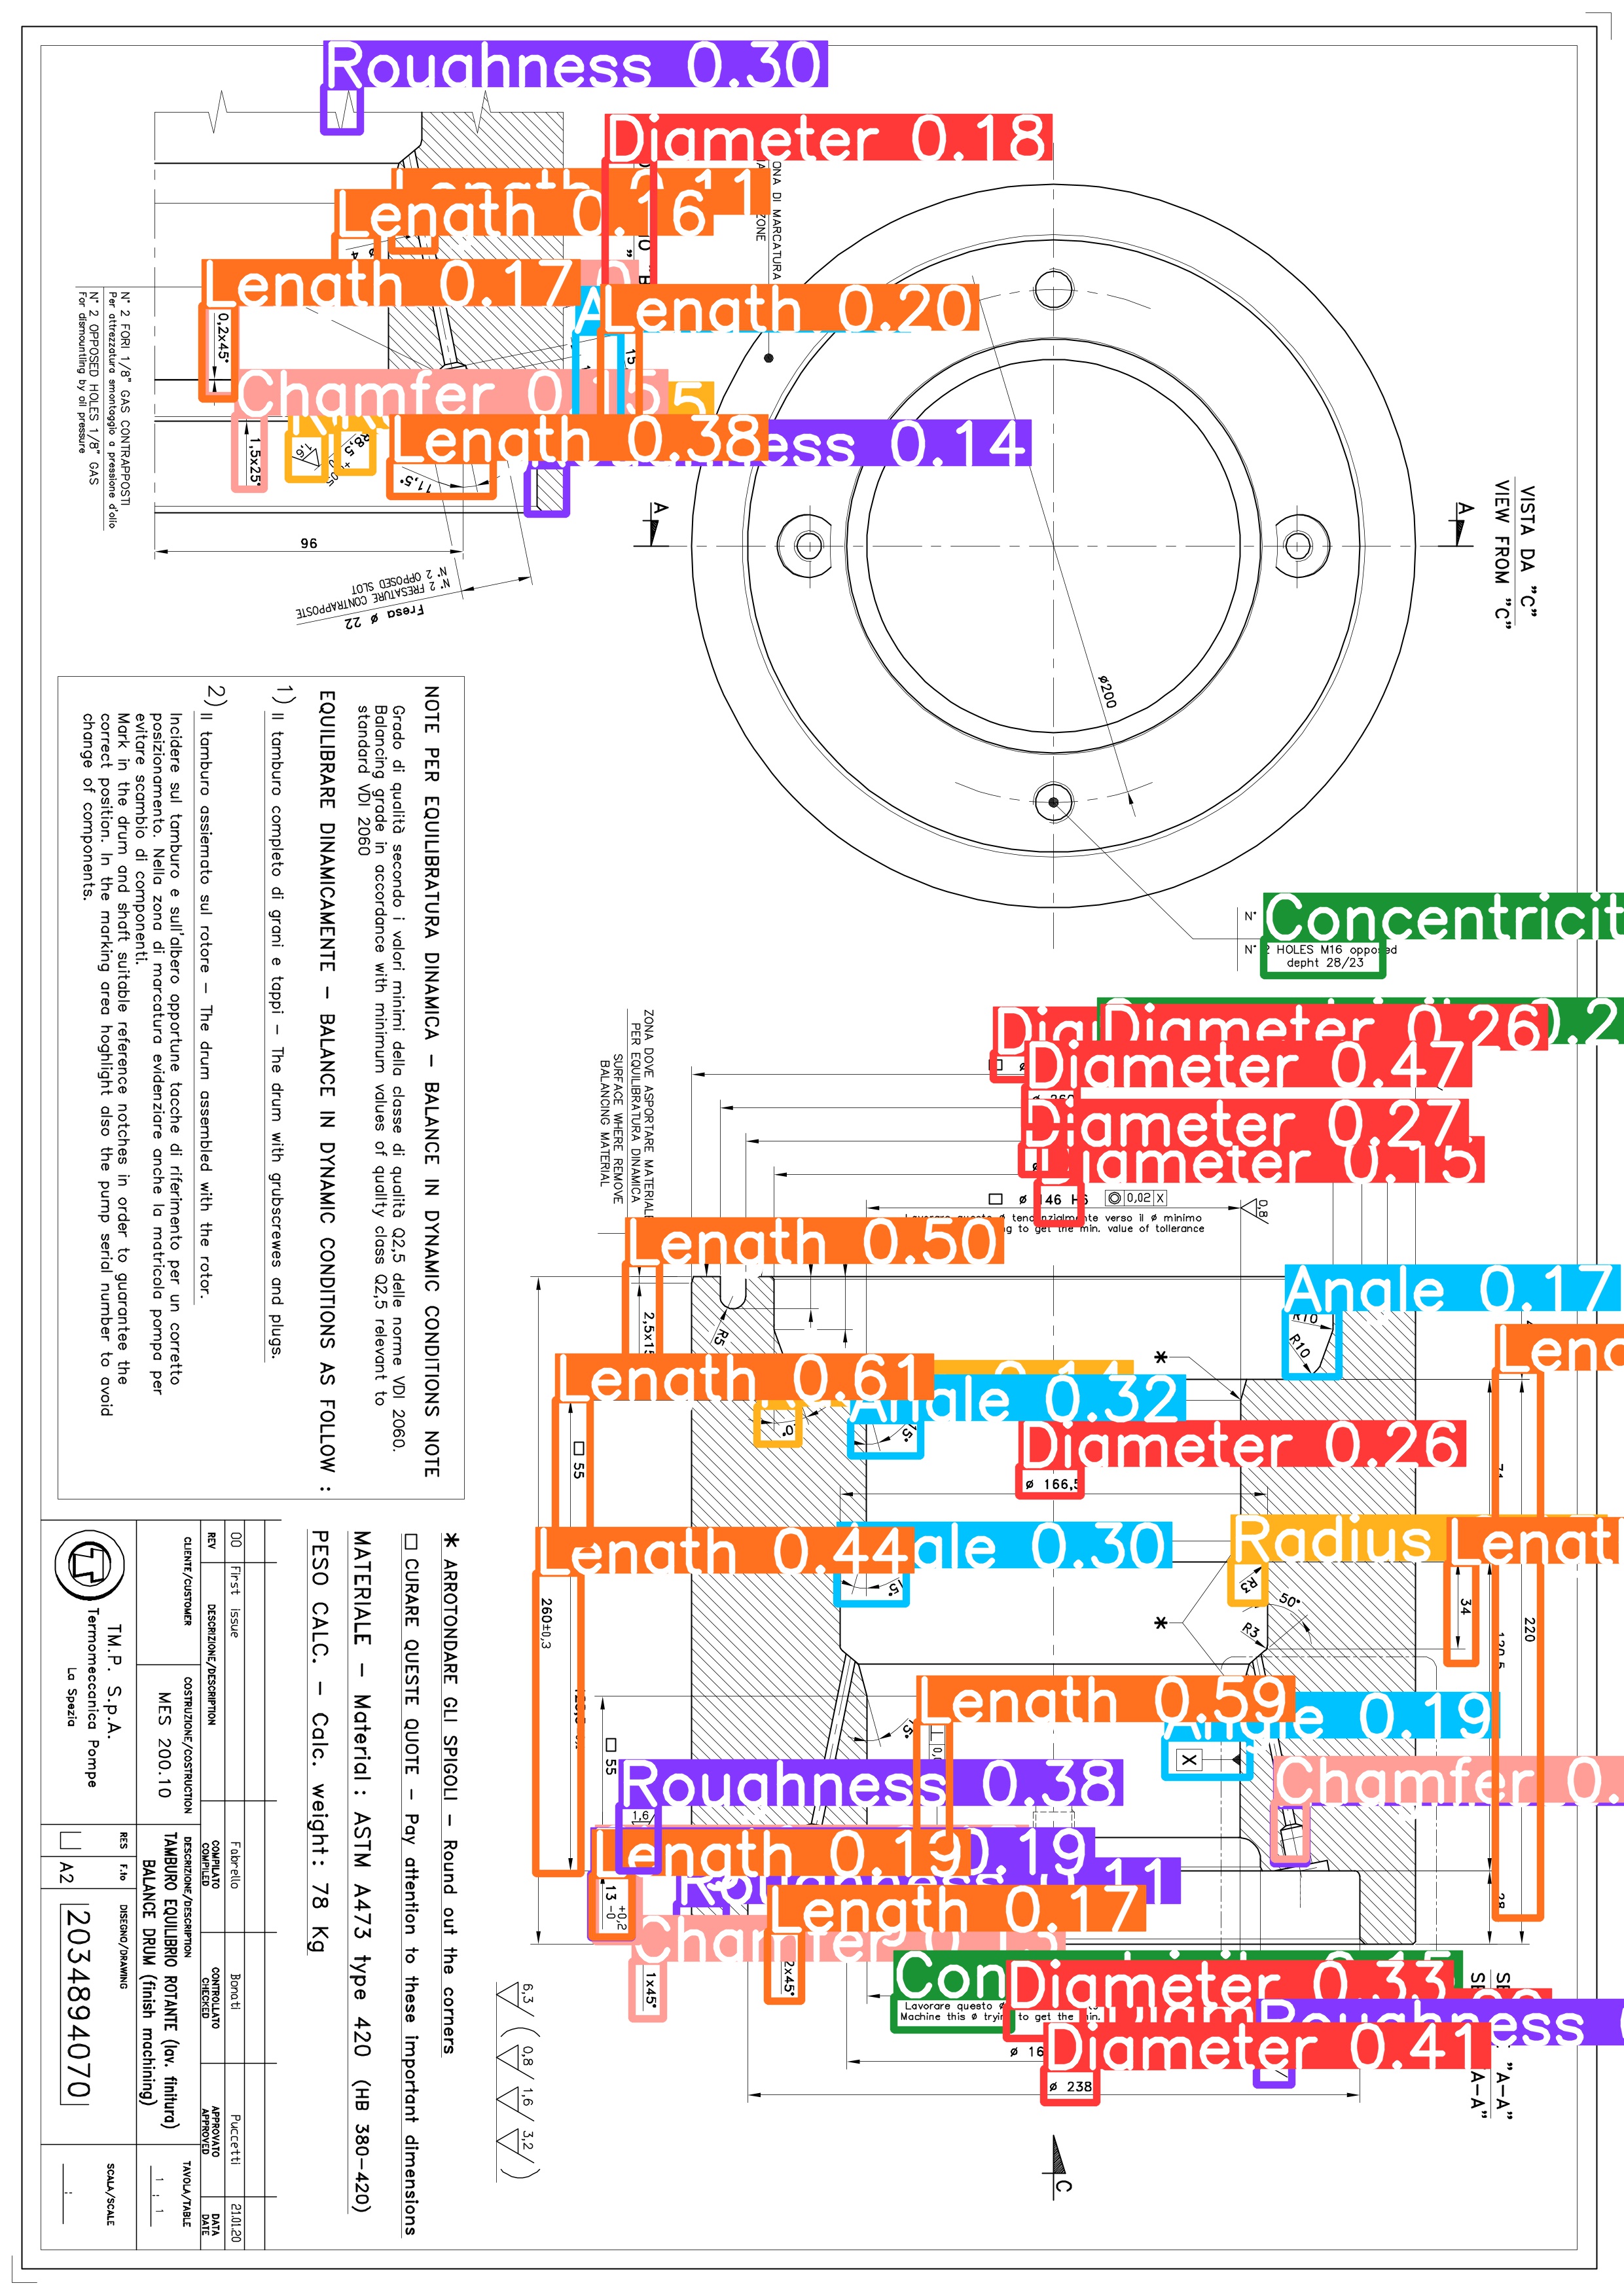 Roughness 0.30
Diameter 0.18
Length 0.11
Length 0.16
Length 0.17
Length 0.20
Chamfer 0.15
Length 0.38
ness 0.14
0,2x45°
1,5x25°
1,6
R8,5
11,5°
96
N° 2 FORI 1/8" GAS CONTRAPPOSTI
Per attrezzatura smontaggio a pressione d'olio
N° 2 OPPOSED HOLES 1/8" GAS
For dismountling by oil pressure
Fresa ø 22
N° 2 FRESATURE CONTRAPPOSTE
N° 2 OPPOSED SLOT
ONA DI MARCATURA
ZONE
A
A
ø200
VISTA DA "C"
VIEW FROM "C"
Concentricit
N°
N° 2 HOLES M16 opposed
depht 28/23
NOTE PER EQUILIBRATURA DINAMICA – BALANCE IN DYNAMIC CONDITIONS NOTE
Grado di qualità secondo i valori minimi della classe di qualità Q2,5 delle norme VDI 2060.
Balancing grade in accordance with minimum values of quality class Q2,5 relevant to
standard VDI 2060
EQUILIBRARE DINAMICAMENTE – BALANCE IN DYNAMIC CONDITIONS AS FOLLOW :
1) Il tamburo completo di grani e tappi – The drum with grubscrewes and plugs.
2) Il tamburo assiemato sul rotore – The drum assembled with the rotor.
Incidere sul tamburo e sull'albero opportune tacche di riferimento per un corretto
posizionamento. Nella zona di marcatura evidenziare anche la matricola pompa per
evitare scambio di componenti.
Mark in the drum and shaft suitable reference notches in order to guarantee the
correct position. In the marking area hoghlight also the pump serial number to avoid
change of components.
ZONA DOVE ASPORTARE MATERIALE
PER EQUILIBRATURA DINAMICA
SURFACE WHERE REMOVE
BALANCING MATERIAL
Diameter 0.26
Diameter 0.47
Diameter 0.27
Diameter 0.15
ø 146 H6 0,02 X
0,8
verso il ø minimo
to get the min. value of tollerance
Length 0.50
Angle 0.17
R5
R10
R10
Length 0.61
Angle 0.32
15°
Diameter 0.26
55
ø 166,5
Length 0.44
gle 0.30
Radius
Lengt
R3
50°
R3
34
220
260±0,3
15°
Length 0.59
Angle 0.19
X
55
Roughness 0.38
Chamfer 0.
1,6
Length 0.19
0.19
Roughness 0.11
Length 0.17
Chamfer 0.13
13 +0,2
-0
1x45°
2x45°
Con
Diameter 0.33
Roughness
Diameter 0.41
Lavorare questo ø
Machine this ø trying to get the min.
ø 16
ø 238
"A–A"
A–A"
C
* ARROTONDARE GLI SPIGOLI – Round out the corners
□ CURARE QUESTE QUOTE – Pay attention to these important dimensions
MATERIALE – Material: ASTM A473 type 420 (HB 380–420)
PESO CALC. – Calc. weight: 78 Kg
6,3 / ( 0,8 / 1,6 / 3,2 / )
00 First issue Fabrello Bonati Puccetti 21.01.20
REV DESCRIZIONE/DESCRIPTION COMPILATO COMPILED CONTROLLATO CHECKED APPROVATO APPROVED DATA DATE
CLIENTE/CUSTOMER
COSTRUZIONE/COSTRUCTION
MES 200.10
DESCRIZIONE/DESCRIPTION
TAMBURO EQUILIBRIO ROTANTE (lav. finitura)
BALANCE DRUM (finish machining)
TAVOLA/TABLE
1 : 1
TM.P. S.p.A.
Termomeccanica Pompe
La Spezia
RES
F.to
A2
DISEGNO/DRAWING
2034894070
SCALA/SCALE
: